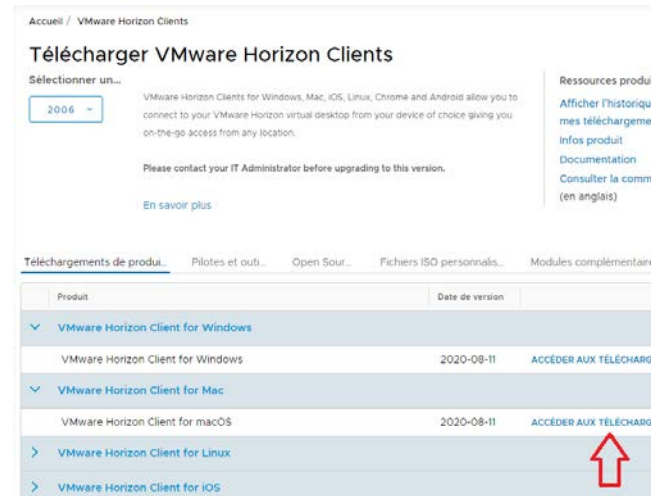 Accueil / VMware Horizon Clients
Télécharger VMware Horizon Clients
Sélectionner un...
2006
VMware Horizon Clients for Windows, Mac, iOS, Linux, Chrome and Android allow you to
connect to your VMware Horizon virtual desktop from your device of choice giving you
on-the-go access from any location.
Please contact your IT Administrator before upgrading to this version.
En savoir plus
Ressources produi
Afficher l'historiqu
mes téléchargeme
Infos produit
Documentation
Consulter la comm
(en anglais)
Téléchargements de produi...
Pilotes et outi...
Open Sour...
Fichiers ISO personnalis...
Modules complémentaire
Produit
Date de version
VMware Horizon Client for Windows
VMware Horizon Client for Windows 2020-08-11 ACCÉDER AUX TÉLÉCHARG
VMware Horizon Client for Mac
VMware Horizon Client for macOS 2020-08-11 ACCÉDER AUX TÉLÉCHARG
VMware Horizon Client for Linux
VMware Horizon Client for iOS